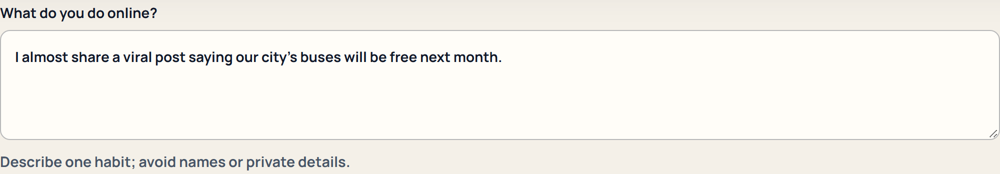 What do you do online?
I almost share a viral post saying our city’s buses will be free next month.
Describe one habit; avoid names or private details.